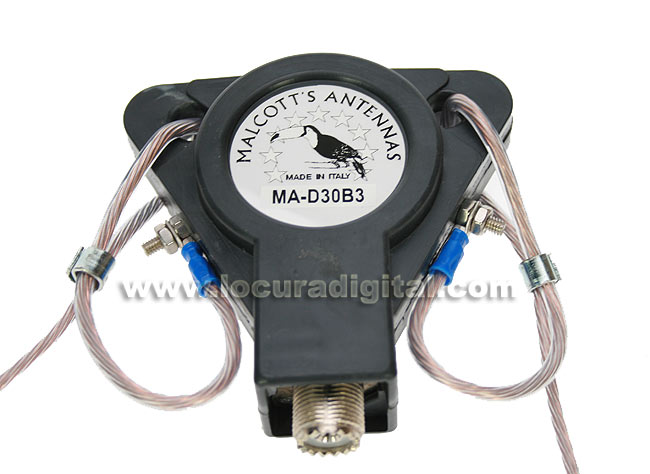 MALCOTT'S ANTENNAS
MADE IN ITALY
MA-D30B3
www.locuradigital.com